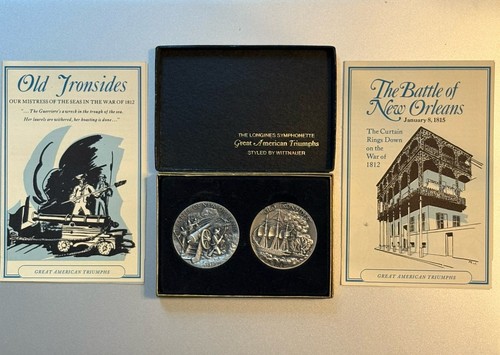 Old Ironsides
OUR MISTRESS OF THE SEAS IN THE WAR OF 1812
"... The Guerriere's a wreck in the trough of the sea.
Her laurels are withered, her boasting is done..."
GREAT AMERICAN TRIUMPHS
THE LONGINES SYMPHONETTE
Great American Triumphs
STYLED BY WITTNAUER
The Battle of
New Orleans
January 8, 1815
The Curtain
Rings Down
on the
War of
1812
GREAT AMERICAN TRIUMPHS